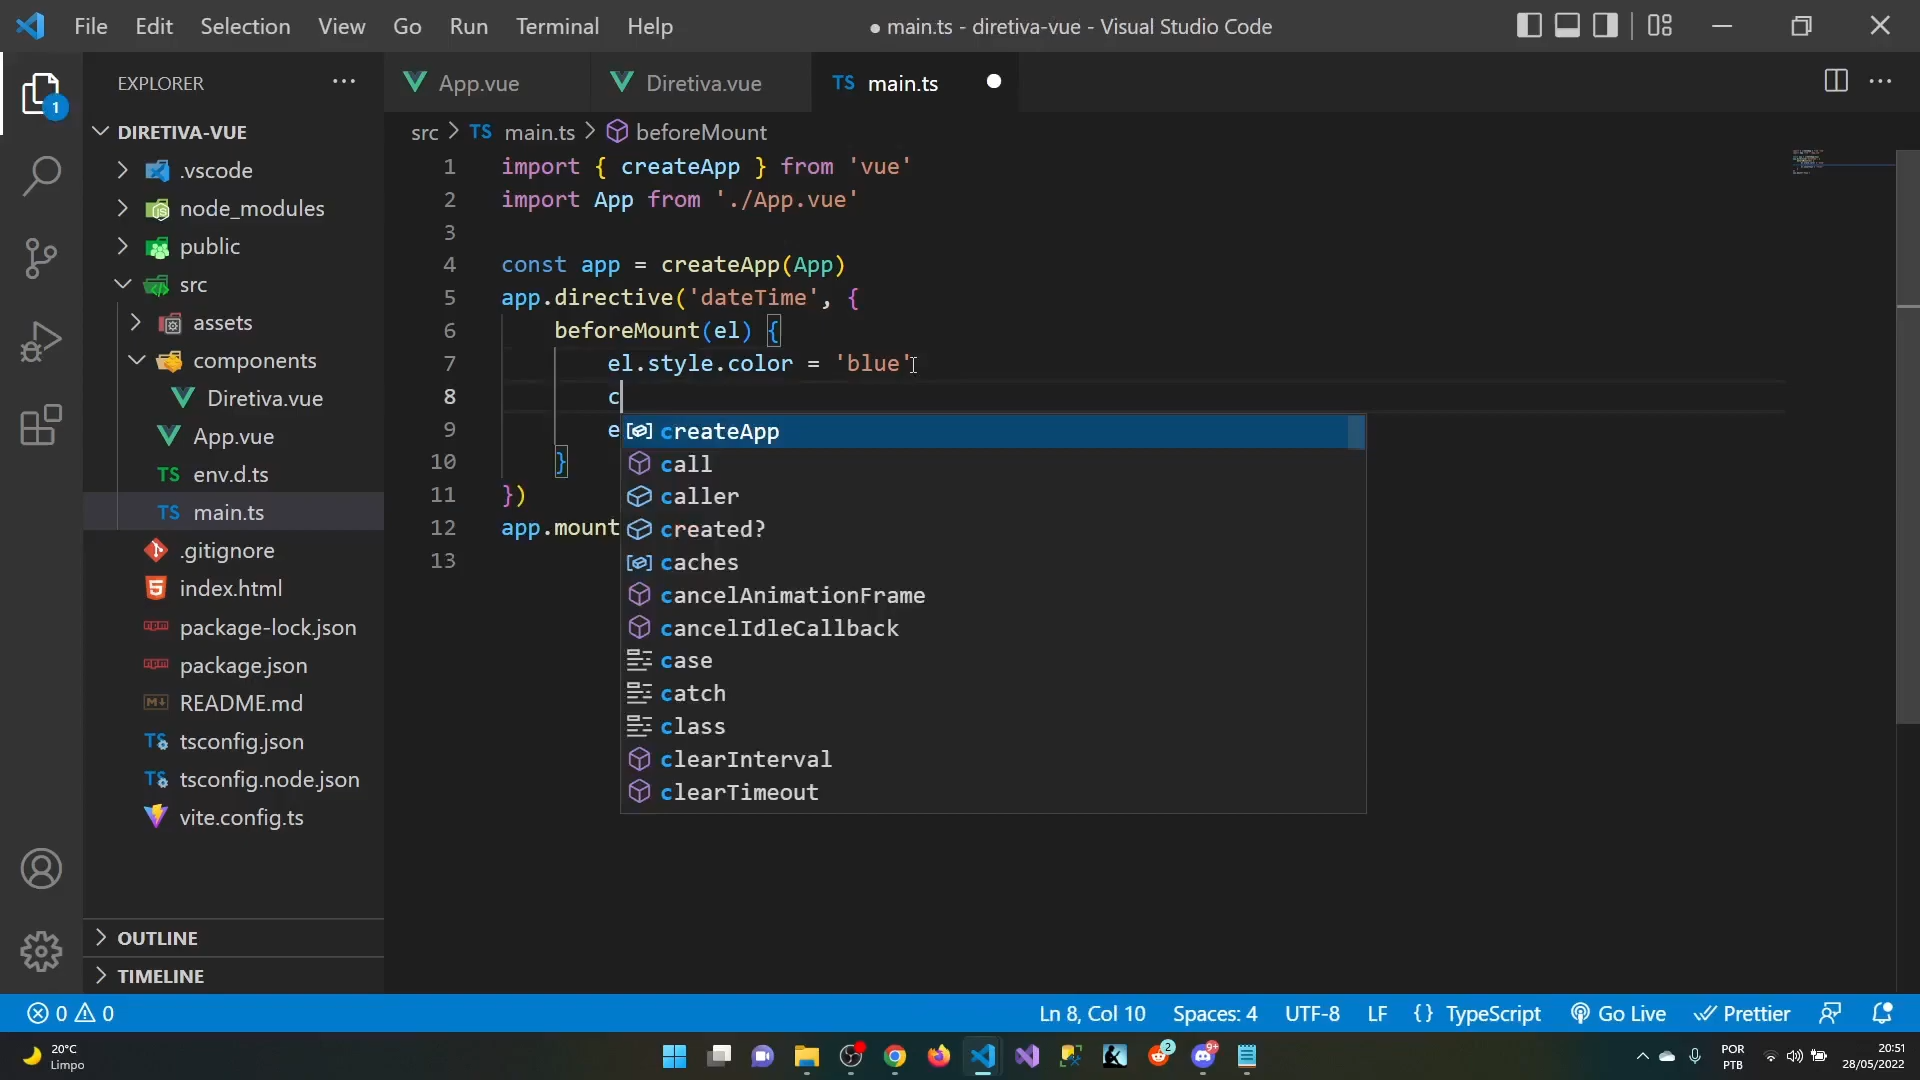 File Edit Selection View Go Run Terminal Help
● main.ts - diretiva-vue - Visual Studio Code
EXPLORER
1
DIRETIVA-VUE
.vscode
node_modules
public
src
assets
components
Diretiva.vue
App.vue
TS env.d.ts
TS main.ts
.gitignore
index.html
package-lock.json
package.json
README.md
TS tsconfig.json
TS tsconfig.node.json
vite.config.ts
OUTLINE
TIMELINE
App.vue Diretiva.vue TS main.ts
src > TS main.ts > beforeMount
1 import { createApp } from 'vue'
2 import App from './App.vue'
3
4 const app = createApp(App)
5 app.directive('dateTime', {
6 beforeMount(el) {
7 el.style.color = 'blue'
8 c
9 e
10 }
11 })
12 app.mount
13
createApp
call
caller
created?
caches
cancelAnimationFrame
cancelIdleCallback
case
catch
class
clearInterval
clearTimeout
0 0 Ln 8, Col 10 Spaces: 4 UTF-8 LF {} TypeScript Go Live Prettier
20°C
Limpo
2
9+
POR
PTB
20:51
28/05/2022